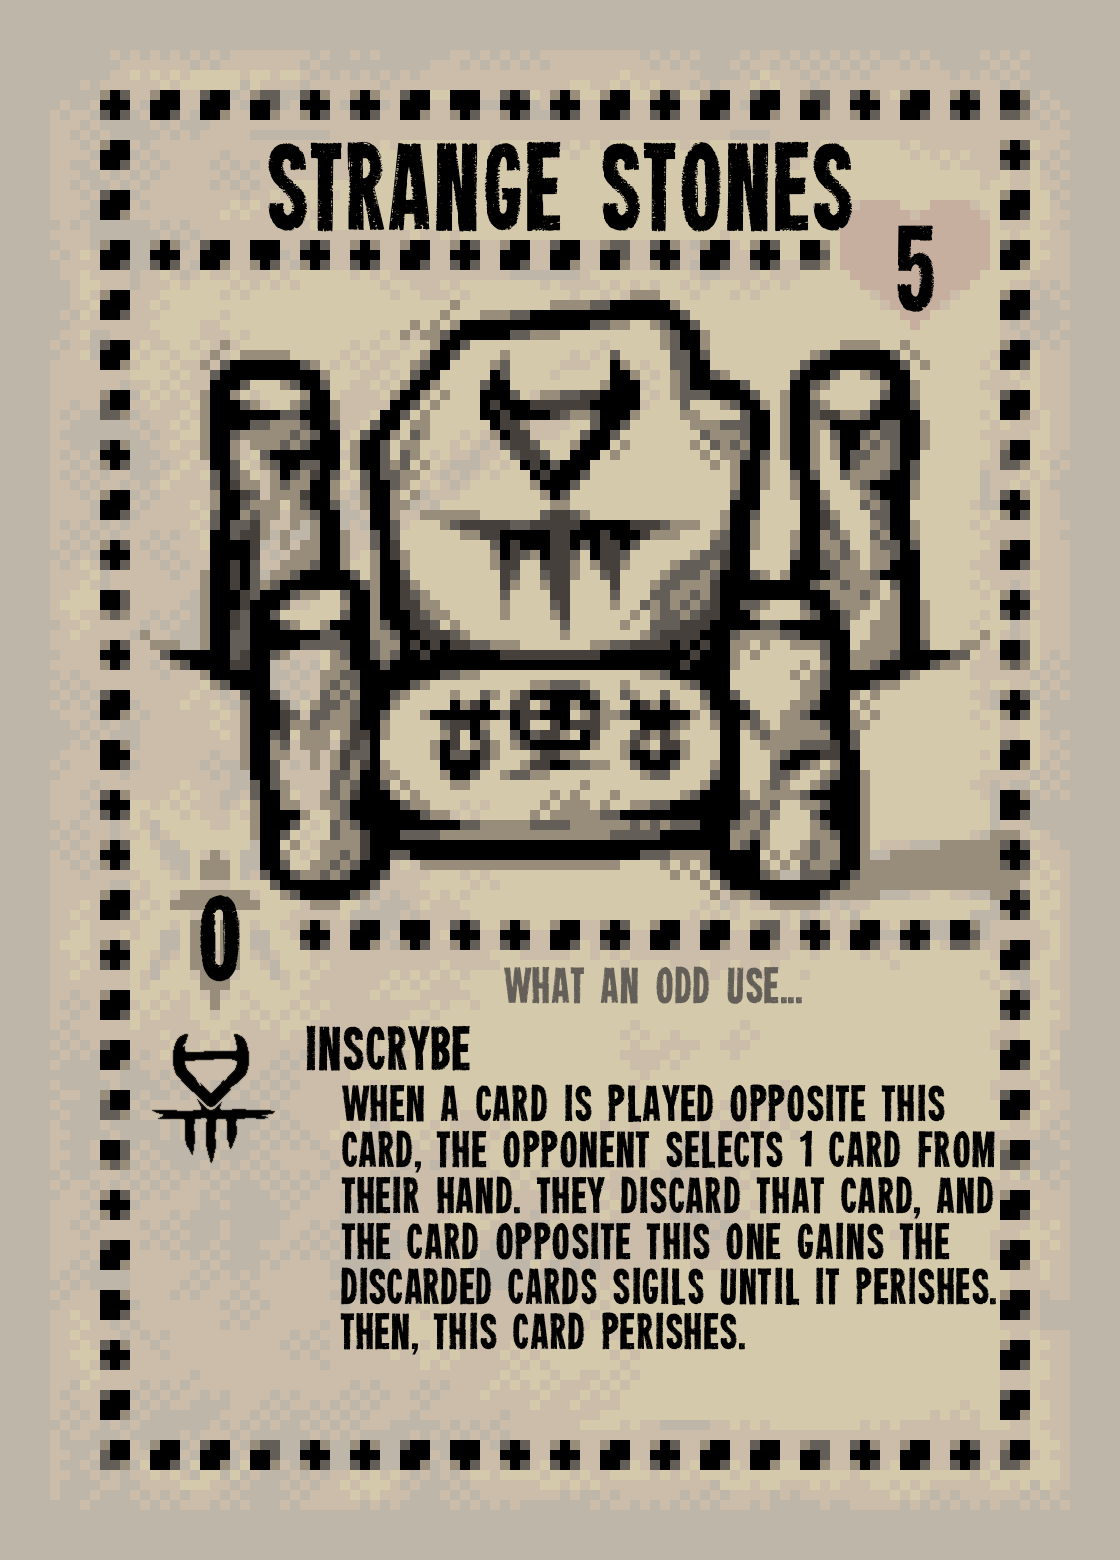 STRANGE STONES
5
0
WHAT AN ODD USE...
INSCRYBE
WHEN A CARD IS PLAYED OPPOSITE THIS
CARD, THE OPPONENT SELECTS 1 CARD FROM
THEIR HAND. THEY DISCARD THAT CARD, AND
THE CARD OPPOSITE THIS ONE GAINS THE
DISCARDED CARDS SIGILS UNTIL IT PERISHES.
THEN, THIS CARD PERISHES.